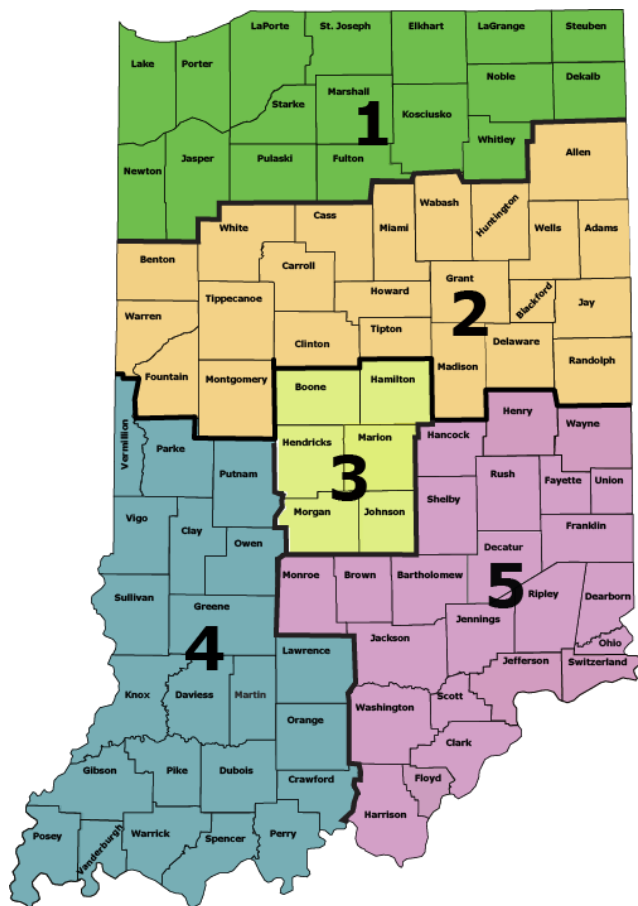 LaPorte
St. Joseph
Elkhart
LaGrange
Steuben
Lake
Porter
Noble
Dekalb
Starke
Marshall
Kosciusko
1
Whitley
Newton
Jasper
Pulaski
Fulton
Allen
White
Cass
Miami
Wabash
Huntington
Wells
Adams
Benton
Carroll
Grant
Tippecanoe
Howard
Blackford
Jay
Warren
2
Clinton
Tipton
Delaware
Fountain
Montgomery
Madison
Randolph
Boone
Hamilton
Henry
Wayne
Vermillion
Parke
Putnam
Hendricks
Marion
Hancock
Rush
Fayette
Union
3
Shelby
Vigo
Clay
Owen
Morgan
Johnson
Franklin
Decatur
Sullivan
Greene
Monroe
Brown
Bartholomew
5
Ripley
Dearborn
4
Lawrence
Jackson
Jennings
Ohio
Jefferson
Switzerland
Knox
Daviess
Martin
Washington
Scott
Orange
Clark
Gibson
Pike
Dubois
Crawford
Floyd
Harrison
Posey
Vanderburgh
Warrick
Spencer
Perry